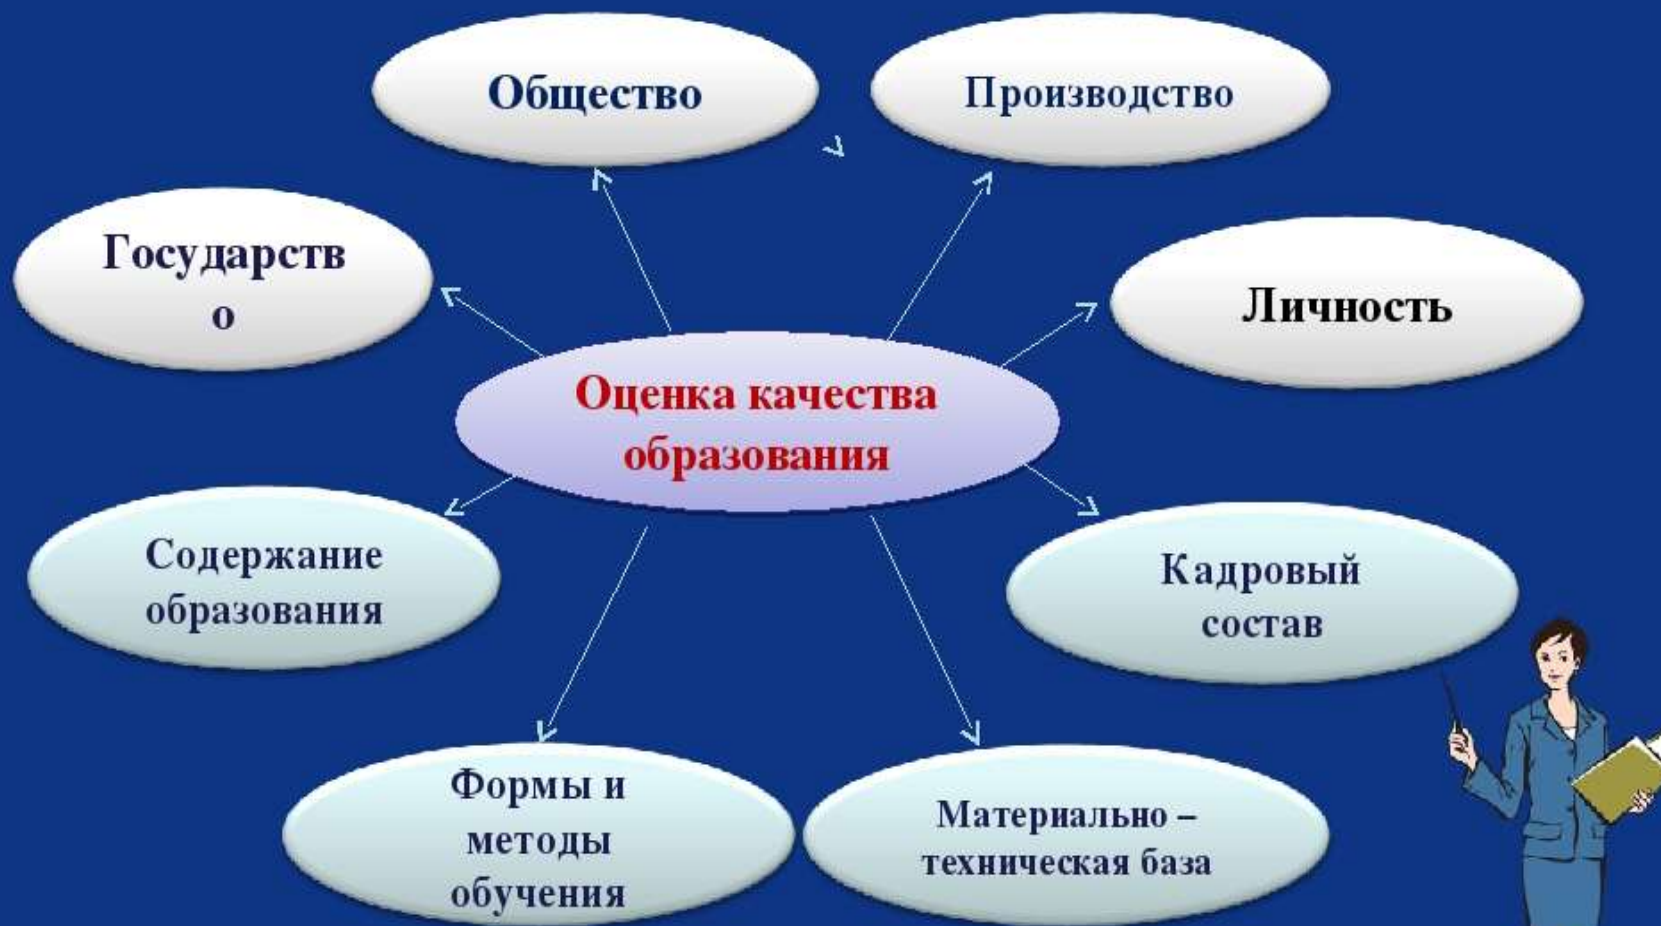 Общество
Производство
Государств
о
Личность
Оценка качества
образования
Содержание
образования
Кадровый
состав
Формы и
методы
обучения
Материально –
техническая база